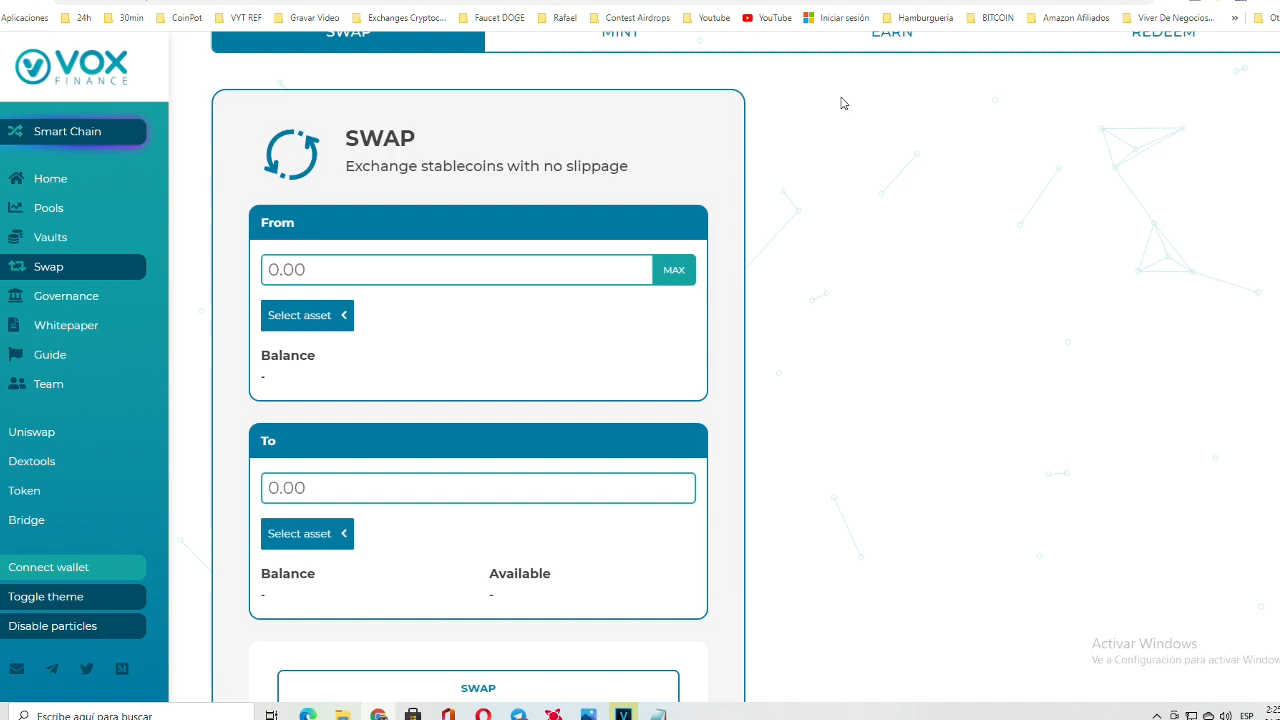 Aplicaciones 24h 30min CoinPot VYT REF Gravar Video Exchanges Cryptoc... Faucet DOGE Rafael Contest Airdrops Youtube YouTube Iniciar sesión Hamburgueria BITCOIN Amazon Afiliados Viver De Negocios... »
SWAP MINT EARN REDEEM
VOX
FINANCE
Smart Chain
Home
Pools
Vaults
Swap
Governance
Whitepaper
Guide
Team
Uniswap
Dextools
Token
Bridge
Connect wallet
Toggle theme
Disable particles
SWAP
Exchange stablecoins with no slippage
From
0.00 MAX
Select asset
Balance
-
To
0.00
Select asset
Balance Available
- -
SWAP
Activar Windows
Ve a Configuración para activar Window
Escribe aquí para buscar
ESP